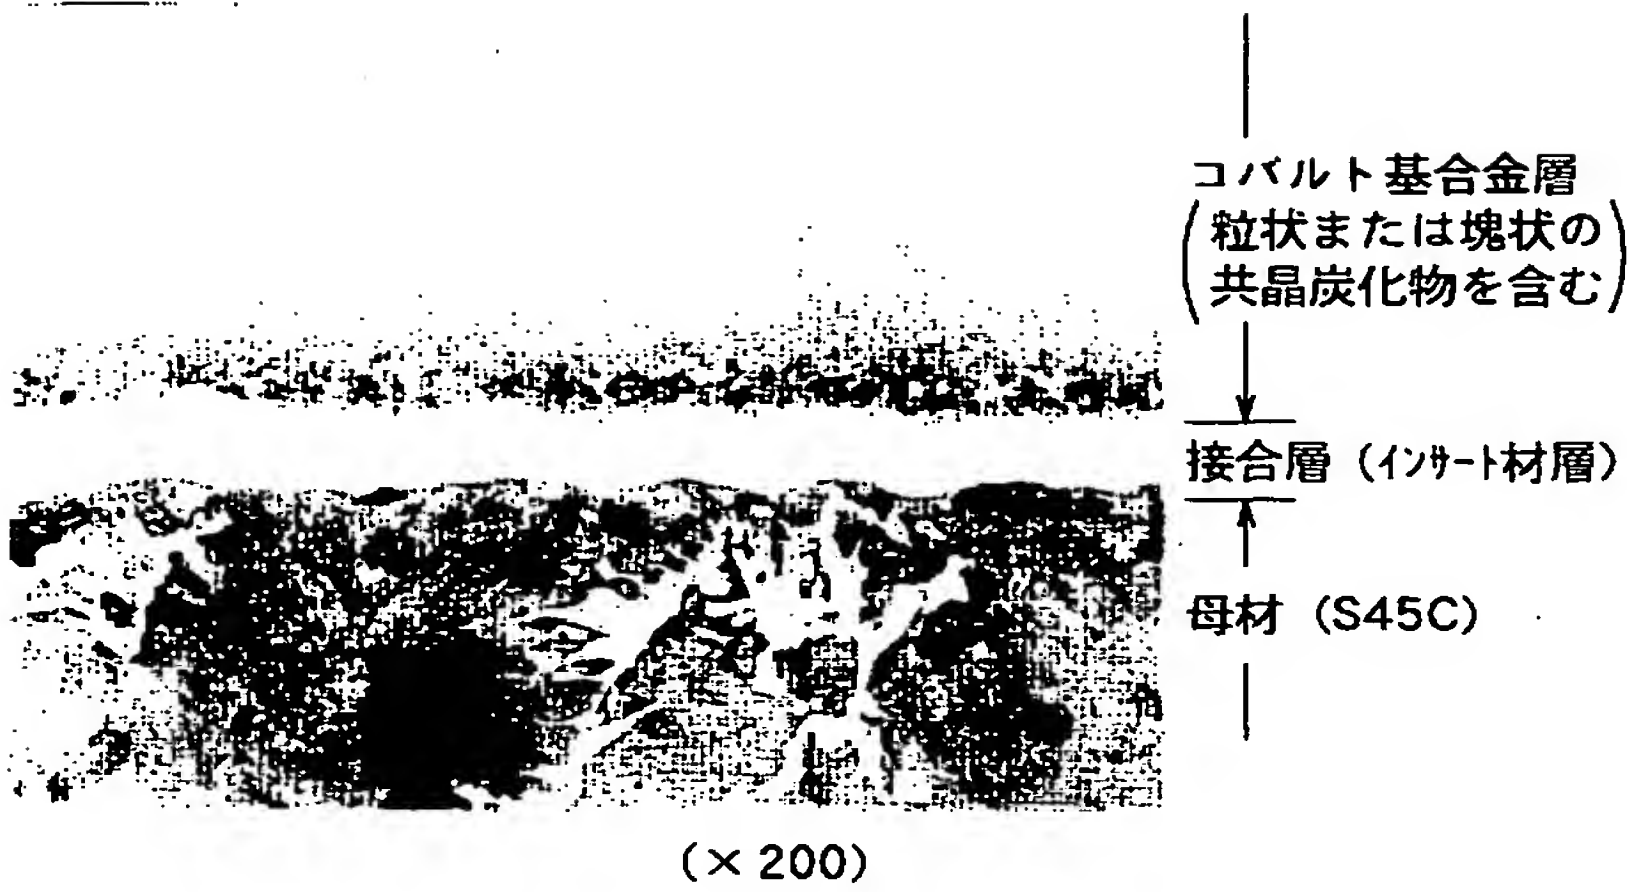 コバルト基合金層
(粒状または塊状の
共晶炭化物を含む)
接合層 (インサート材層)
母材 (S45C)
(×200)